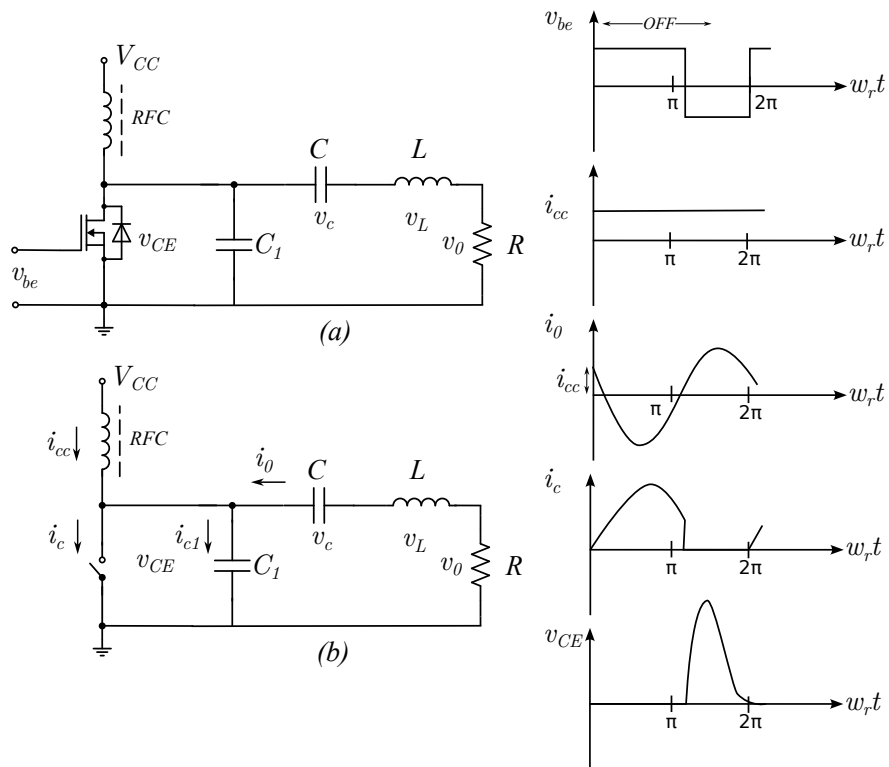 V_CC
RFC
C
L
v_CE
C_1
v_c
v_L
v_0
R
v_be
(a)
V_CC
i_cc
RFC
i_0
C
L
i_c
i_c1
v_CE
C_1
v_c
v_L
v_0
R
(b)
v_be
OFF
π
2π
w_r t
i_cc
π
2π
w_r t
i_0
i_cc
π
2π
w_r t
i_c
π
2π
w_r t
v_CE
π
2π
w_r t